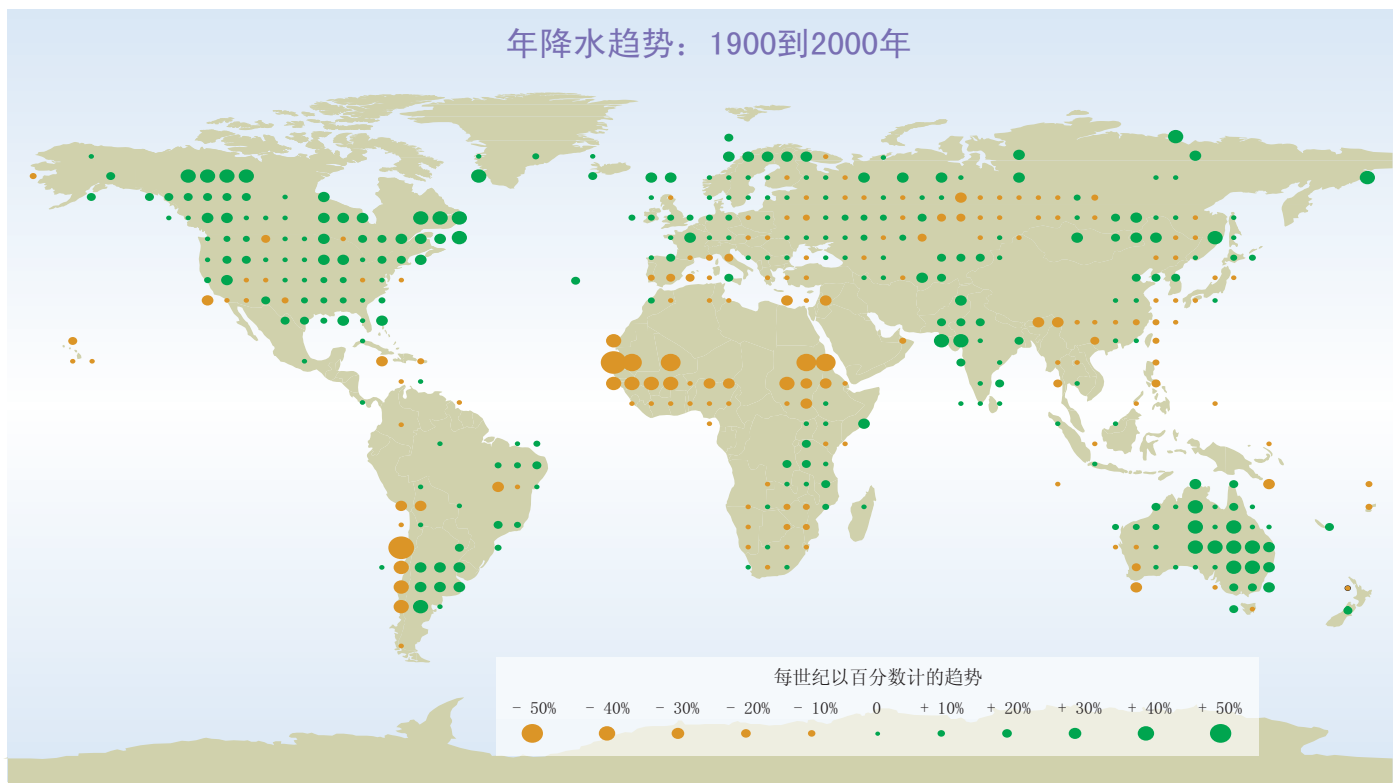 年降水趋势：1900到2000年
每世纪以百分数计的趋势
- 50% - 40% - 30% - 20% - 10% 0 + 10% + 20% + 30% + 40% + 50%